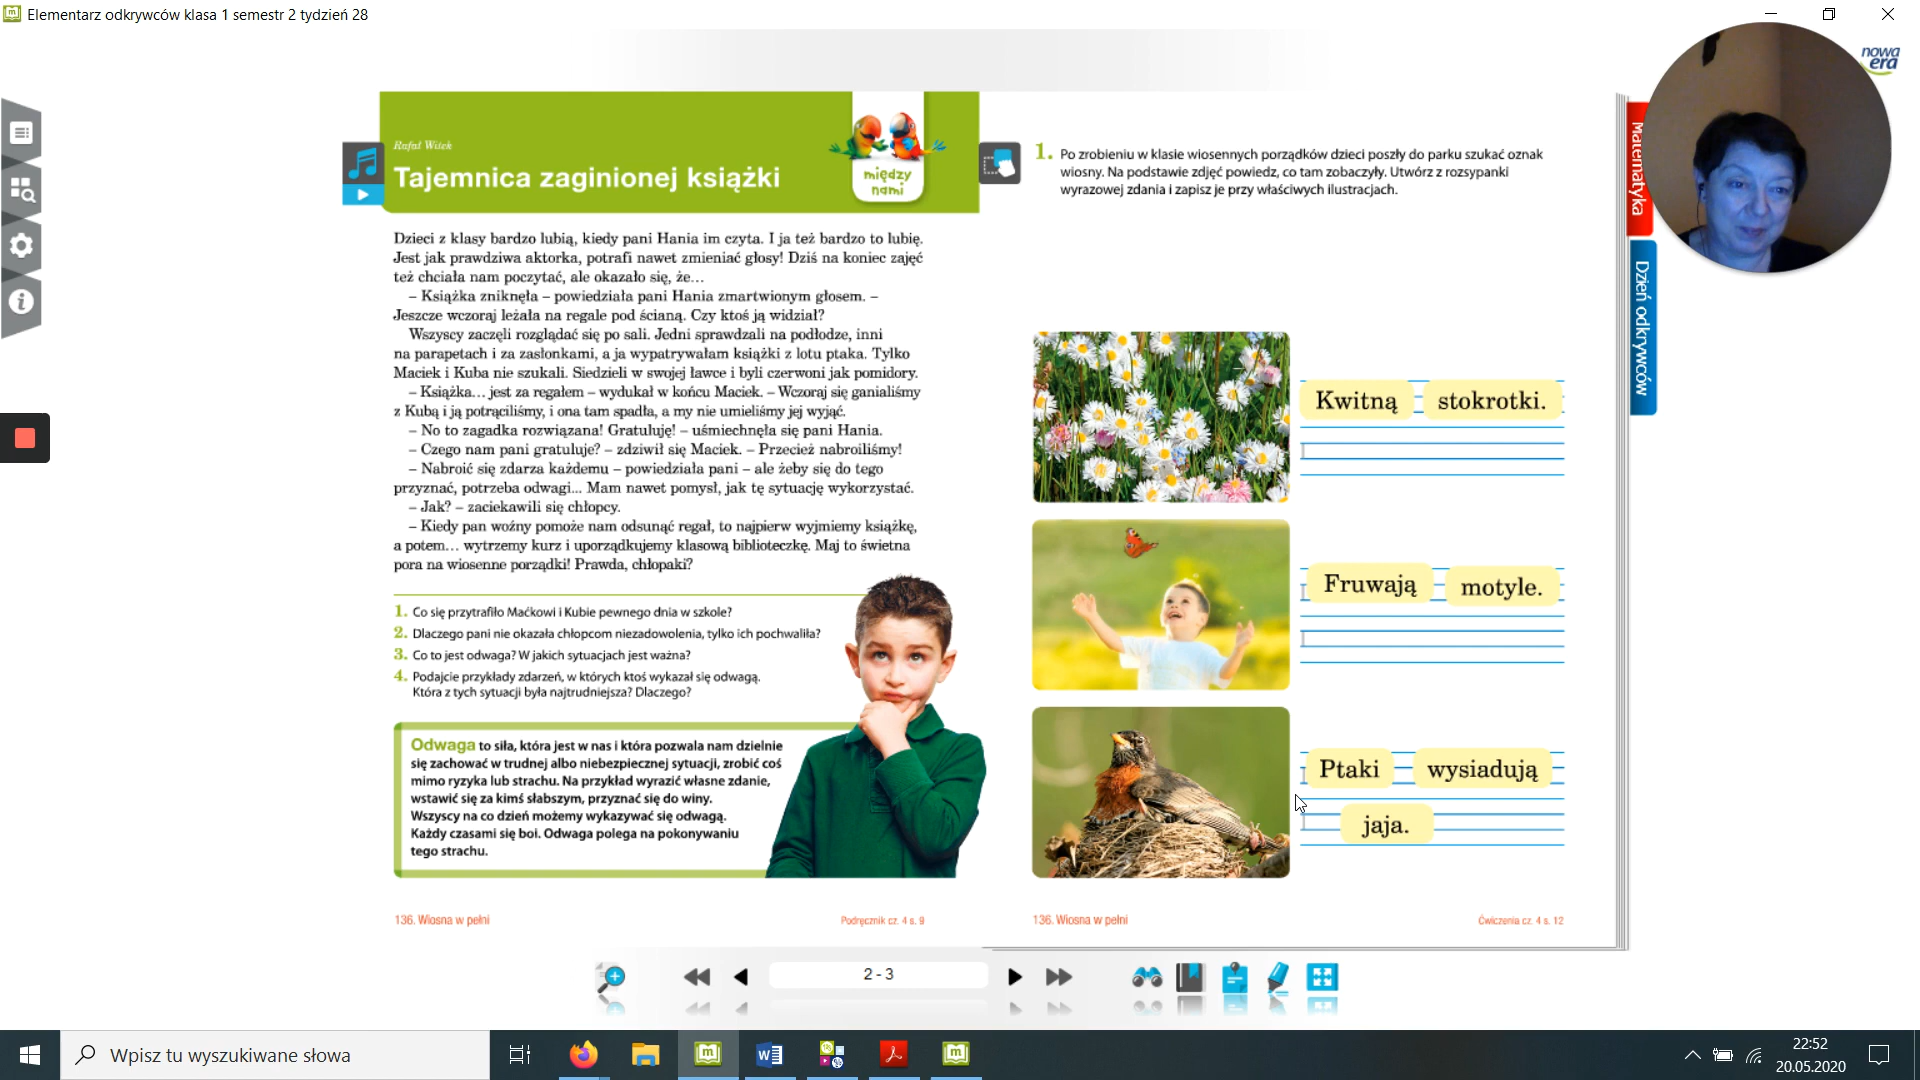 Elementarz odkrywców klasa 1 semestr 2 tydzień 28
nowa
era
Matematyka
Dzień odkrywców
Rafał Witek
Tajemnica zaginionej książki
między
nami
Dzieci z klasy bardzo lubią, kiedy pani Hania im czyta. I ja też bardzo to lubię.
Jest jak prawdziwa aktorka, potrafi nawet zmieniać głosy! Dziś na koniec zajęć
też chciała nam poczytać, ale okazało się, że...
– Książka zniknęła – powiedziała pani Hania zmartwionym głosem. –
Jeszcze wczoraj leżała na regale pod ścianą. Czy ktoś ją widział?
Wszyscy zaczęli rozglądać się po sali. Jedni sprawdzali na podłodze, inni
na parapetach i za zasłonkami, a ja wypatrywałam książki z lotu ptaka. Tylko
Maciek i Kuba nie szukali. Siedzieli w swojej ławce i byli czerwoni jak pomidory.
– Książka... jest za regałem – wydukał w końcu Maciek. – Wczoraj się ganialiśmy
z Kubą i ją potrąciliśmy, i ona tam spadła, a my nie umieliśmy jej wyjąć.
– No to zagadka rozwiązana! Gratuluję! – uśmiechnęła się pani Hania.
– Czego nam pani gratuluje? – zdziwił się Maciek. – Przecież nabroiliśmy!
– Nabroić się zdarza każdemu – powiedziała pani – ale żeby się do tego
przyznać, potrzeba odwagi... Mam nawet pomysł, jak tę sytuację wykorzystać.
– Jak? – zaciekawili się chłopcy.
– Kiedy pan woźny pomoże nam odsunąć regał, to najpierw wyjmiemy książkę,
a potem... wytrzemy kurz i uporządkujemy klasową biblioteczkę. Maj to świetna
pora na wiosenne porządki! Prawda, chłopaki?
1. Co się przytrafiło Maćkowi i Kubie pewnego dnia w szkole?
2. Dlaczego pani nie okazała chłopcom niezadowolenia, tylko ich pochwaliła?
3. Co to jest odwaga? W jakich sytuacjach jest ważna?
4. Podajcie przykłady zdarzeń, w których ktoś wykazał się odwagą.
Która z tych sytuacji była najtrudniejsza? Dlaczego?
Odwaga to siła, która jest w nas i która pozwala nam dzielnie
się zachować w trudnej albo niebezpiecznej sytuacji, zrobić coś
mimo ryzyka lub strachu. Na przykład wyrazić własne zdanie,
wstawić się za kimś słabszym, przyznać się do winy.
Wszyscy na co dzień możemy wykazywać się odwagą.
Każdy czasami się boi. Odwaga polega na pokonywaniu
tego strachu.
136. Wiosna w pełni
Podręcznik cz. 4 s. 9
1. Po zrobieniu w klasie wiosennych porządków dzieci poszły do parku szukać oznak
wiosny. Na podstawie zdjęć powiedz, co tam zobaczyły. Utwórz z rozsypanki
wyrazowej zdania i zapisz je przy właściwych ilustracjach.
Kwitną stokrotki.
Fruwają motyle.
Ptaki wysiadują
jaja.
136. Wiosna w pełni
Ćwiczenia cz. 4 s. 12
2 - 3
Wpisz tu wyszukiwane słowa
22:52
20.05.2020